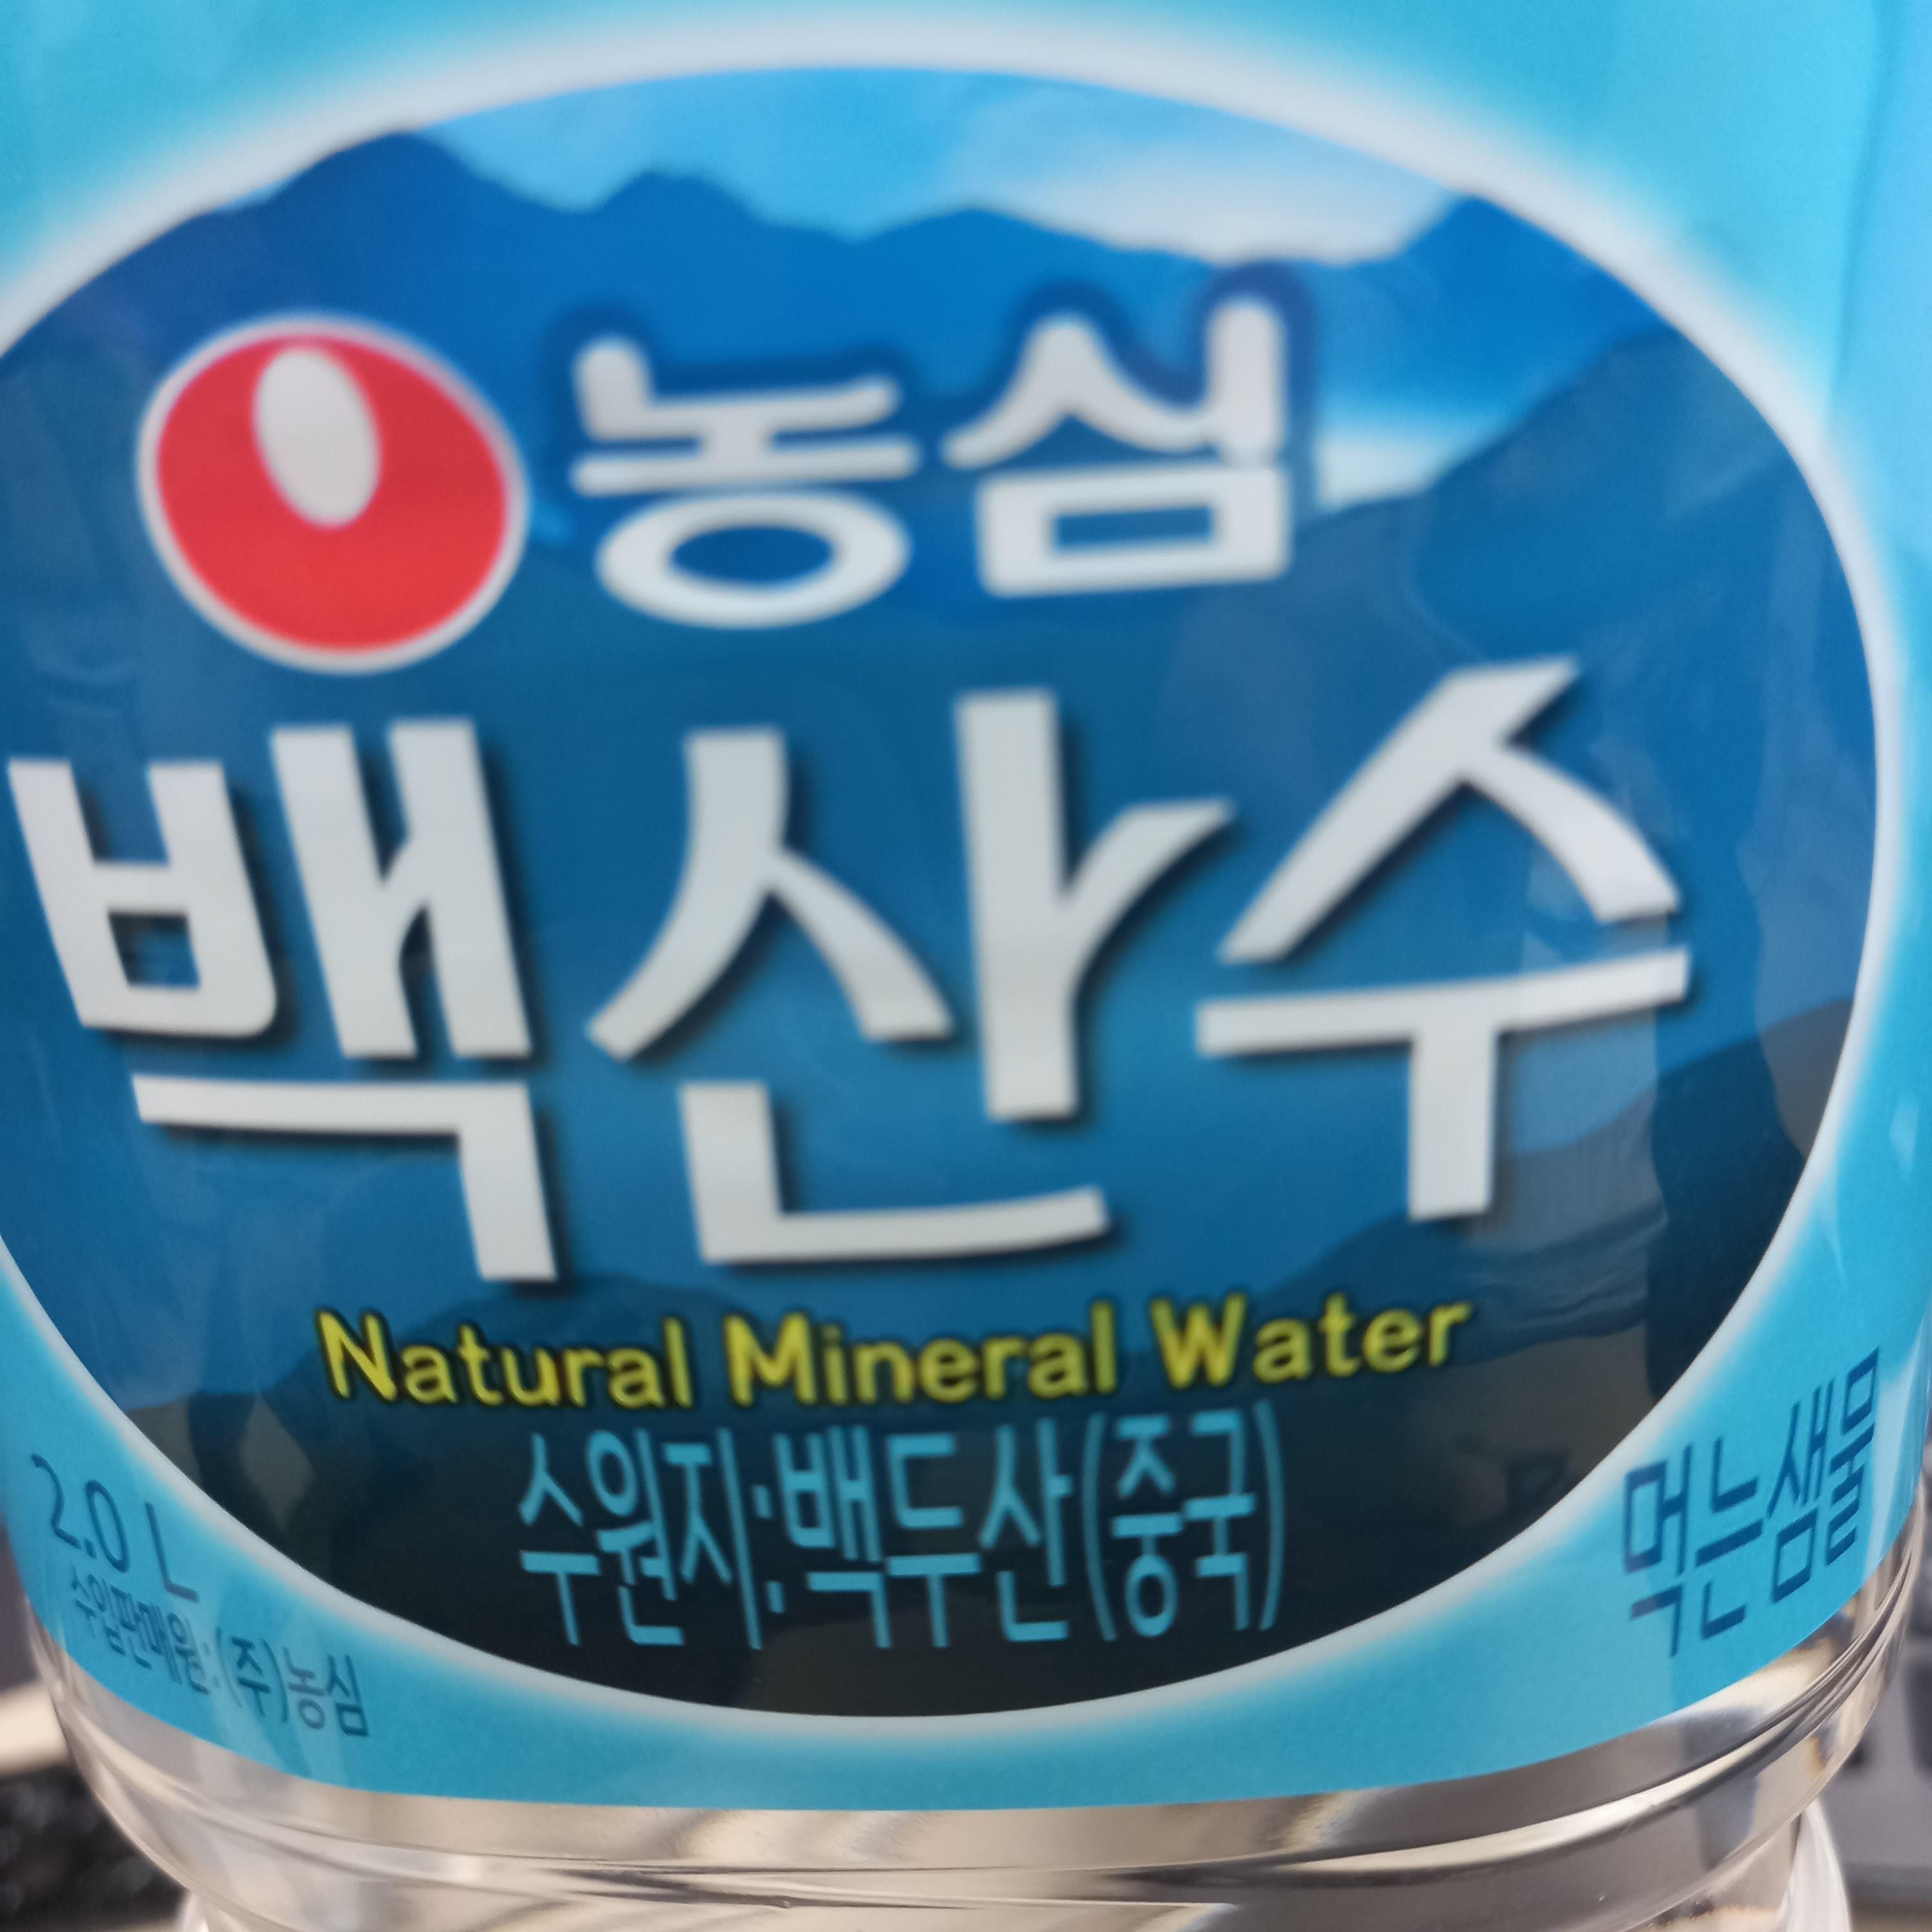 농심
백산수
Natural Mineral Water
수원지:백두산(중국)
2.0 L
수입판매원:(주)농심
먹는샘물